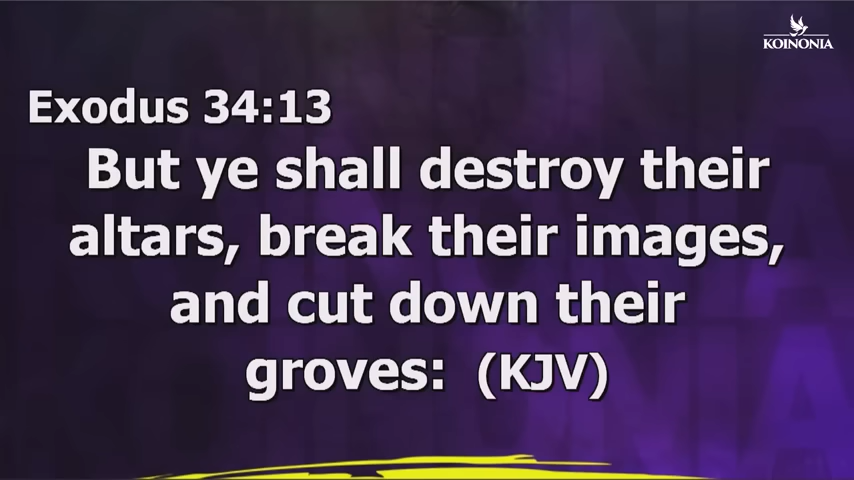 KOINONIA
Exodus 34:13
But ye shall destroy their
altars, break their images,
and cut down their
groves: (KJV)